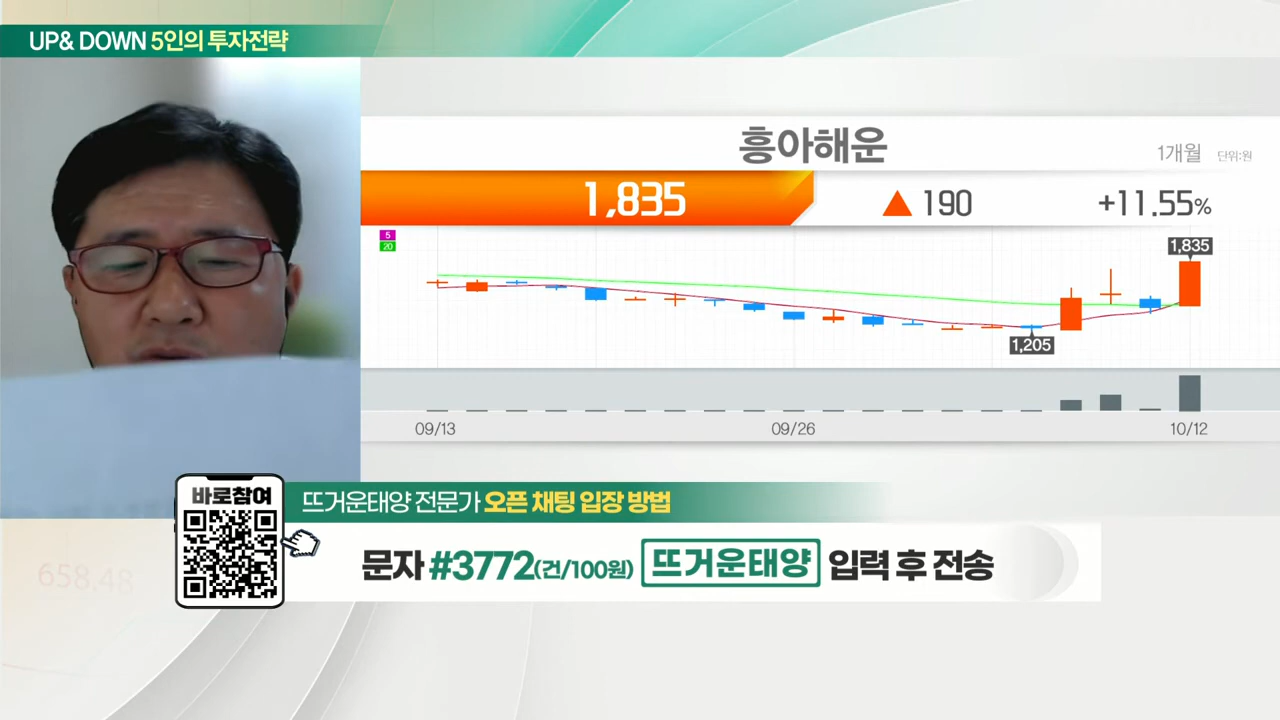 UP& DOWN 5인의 투자전략
흥아해운
1개월 단위:원
1,835 ▲ 190 +11.55%
5
20
1,835
1,205
09/13 09/26 10/12
바로참여
뜨거운태양 전문가 오픈 채팅 입장 방법
문자 #3772(건/100원) 뜨거운태양 입력 후 전송
658.48